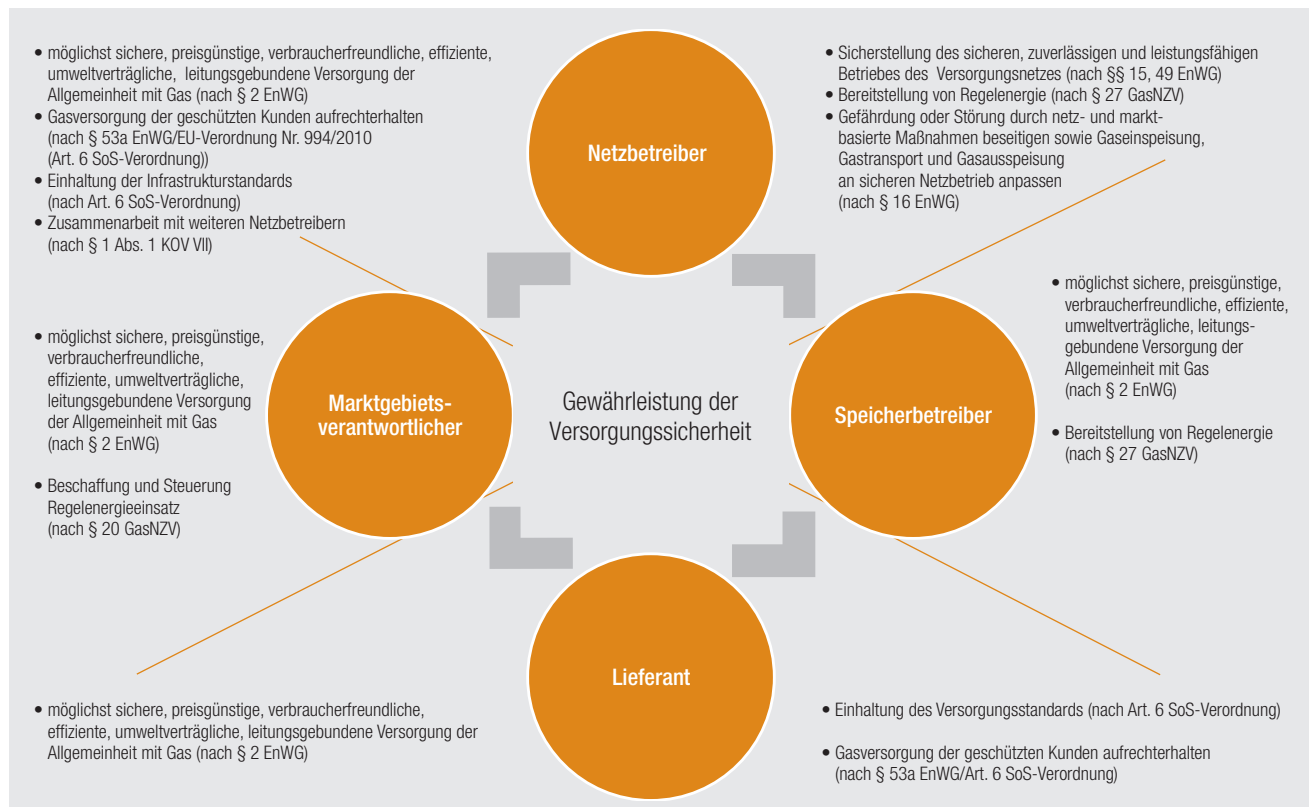 • möglichst sichere, preisgünstige, verbraucherfreundliche, effiziente,
umweltverträgliche, leitungsgebundene Versorgung der
Allgemeinheit mit Gas (nach § 2 EnWG)
• Gasversorgung der geschützten Kunden aufrechterhalten
(nach § 53a EnWG/EU-Verordnung Nr. 994/2010
(Art. 6 SoS-Verordnung))
• Einhaltung der Infrastrukturstandards
(nach Art. 6 SoS-Verordnung)
• Zusammenarbeit mit weiteren Netzbetreibern
(nach § 1 Abs. 1 KOV VII)
Netzbetreiber
• Sicherstellung des sicheren, zuverlässigen und leistungsfähigen
Betriebes des Versorgungsnetzes (nach §§ 15, 49 EnWG)
• Bereitstellung von Regelenergie (nach § 27 GasNZV)
• Gefährdung oder Störung durch netz- und markt-
basierte Maßnahmen beseitigen sowie Gaseinspeisung,
Gastransport und Gasausspeisung
an sicheren Netzbetrieb anpassen
(nach § 16 EnWG)
• möglichst sichere, preisgünstige,
verbraucherfreundliche,
effiziente, umweltverträgliche,
leitungsgebundene Versorgung
der Allgemeinheit mit Gas
(nach § 2 EnWG)
• Beschaffung und Steuerung
Regelenergieeinsatz
(nach § 20 GasNZV)
Marktgebiets-
verantwortlicher
Gewährleistung der
Versorgungssicherheit
Speicherbetreiber
• möglichst sichere, preisgünstige,
verbraucherfreundliche, effiziente,
umweltverträgliche, leitungs-
gebundene Versorgung der
Allgemeinheit mit Gas
(nach § 2 EnWG)
• Bereitstellung von Regelenergie
(nach § 27 GasNZV)
Lieferant
• möglichst sichere, preisgünstige, verbraucherfreundliche,
effiziente, umweltverträgliche, leitungsgebundene Versorgung der
Allgemeinheit mit Gas (nach § 2 EnWG)
• Einhaltung des Versorgungsstandards (nach Art. 6 SoS-Verordnung)
• Gasversorgung der geschützten Kunden aufrechterhalten
(nach § 53a EnWG/Art. 6 SoS-Verordnung)